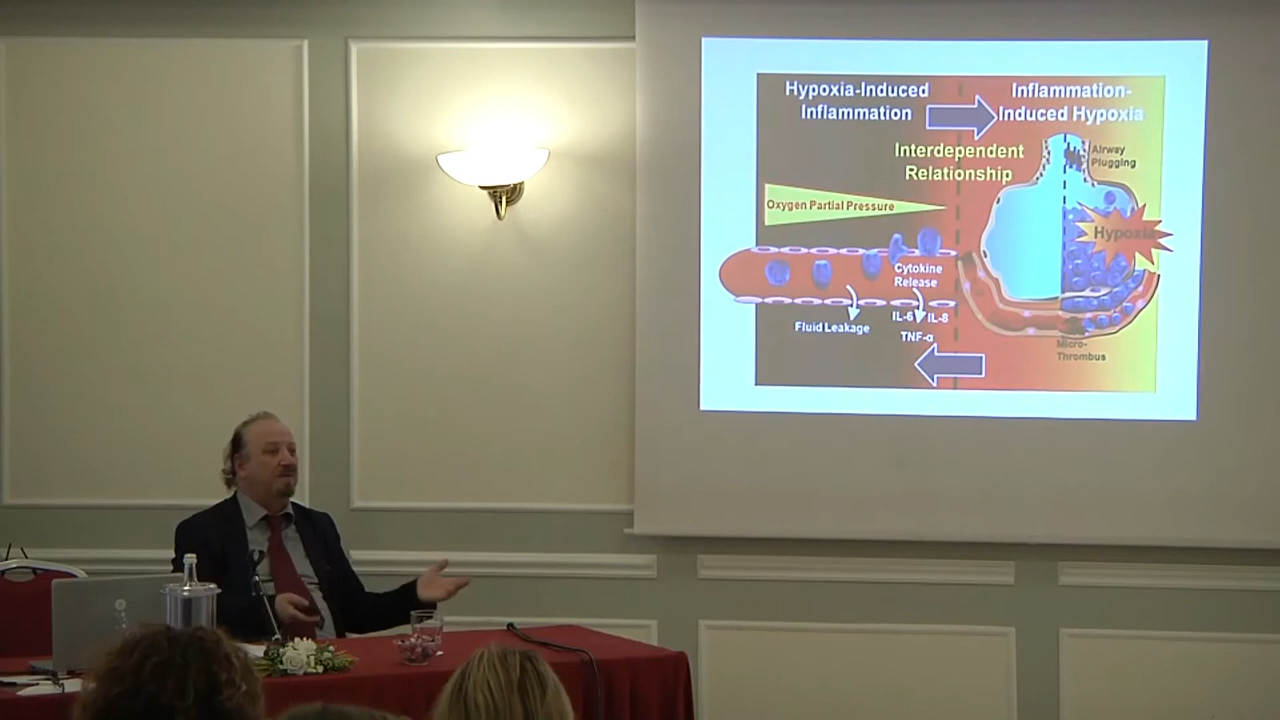 Hypoxia-Induced
Inflammation
Inflammation-
Induced Hypoxia
Interdependent
Relationship
Airway
Plugging
Oxygen Partial Pressure
Hypoxia
Cytokine
Release
Fluid Leakage
IL-6
IL-8
TNF-α
Micro-
Thrombus